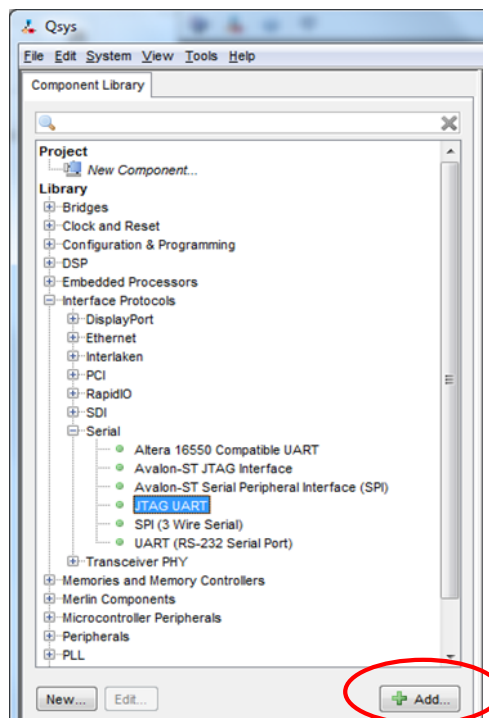 Qsys
File Edit System View Tools Help
Component Library
Project
New Component...
Library
Bridges
Clock and Reset
Configuration & Programming
DSP
Embedded Processors
Interface Protocols
DisplayPort
Ethernet
Interlaken
PCI
RapidIO
SDI
Serial
Altera 16550 Compatible UART
Avalon-ST JTAG Interface
Avalon-ST Serial Peripheral Interface (SPI)
JTAG UART
SPI (3 Wire Serial)
UART (RS-232 Serial Port)
Transceiver PHY
Memories and Memory Controllers
Merlin Components
Microcontroller Peripherals
Peripherals
PLL
New... Edit... Add...